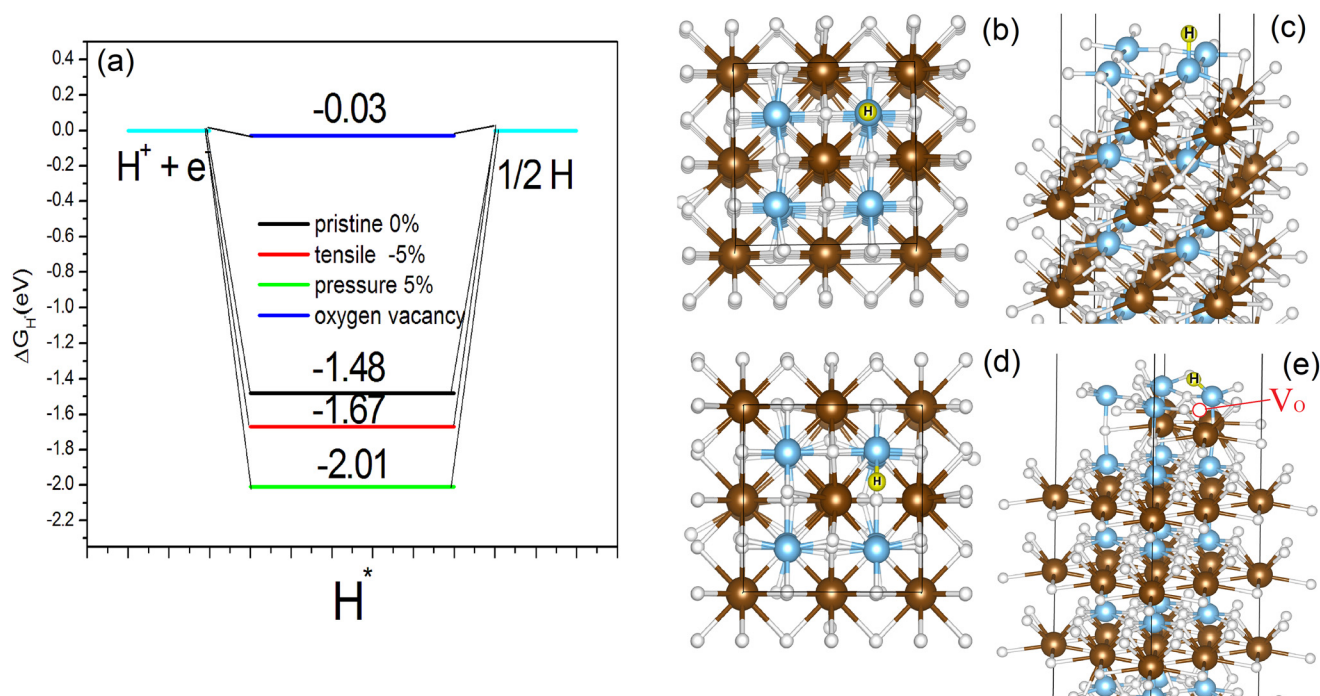 (a)
0.4
0.2
0.0
-0.2
-0.4
-0.6
-0.8
-1.0
-1.2
-1.4
-1.6
-1.8
-2.0
-2.2
ΔG_H*(eV)
-0.03
H⁺ + e⁻
1/2 H
pristine 0%
tensile -5%
pressure 5%
oxygen vacancy
-1.48
-1.67
-2.01
H*
(b)
H
(c)
H
(d)
H
(e)
H
V_O